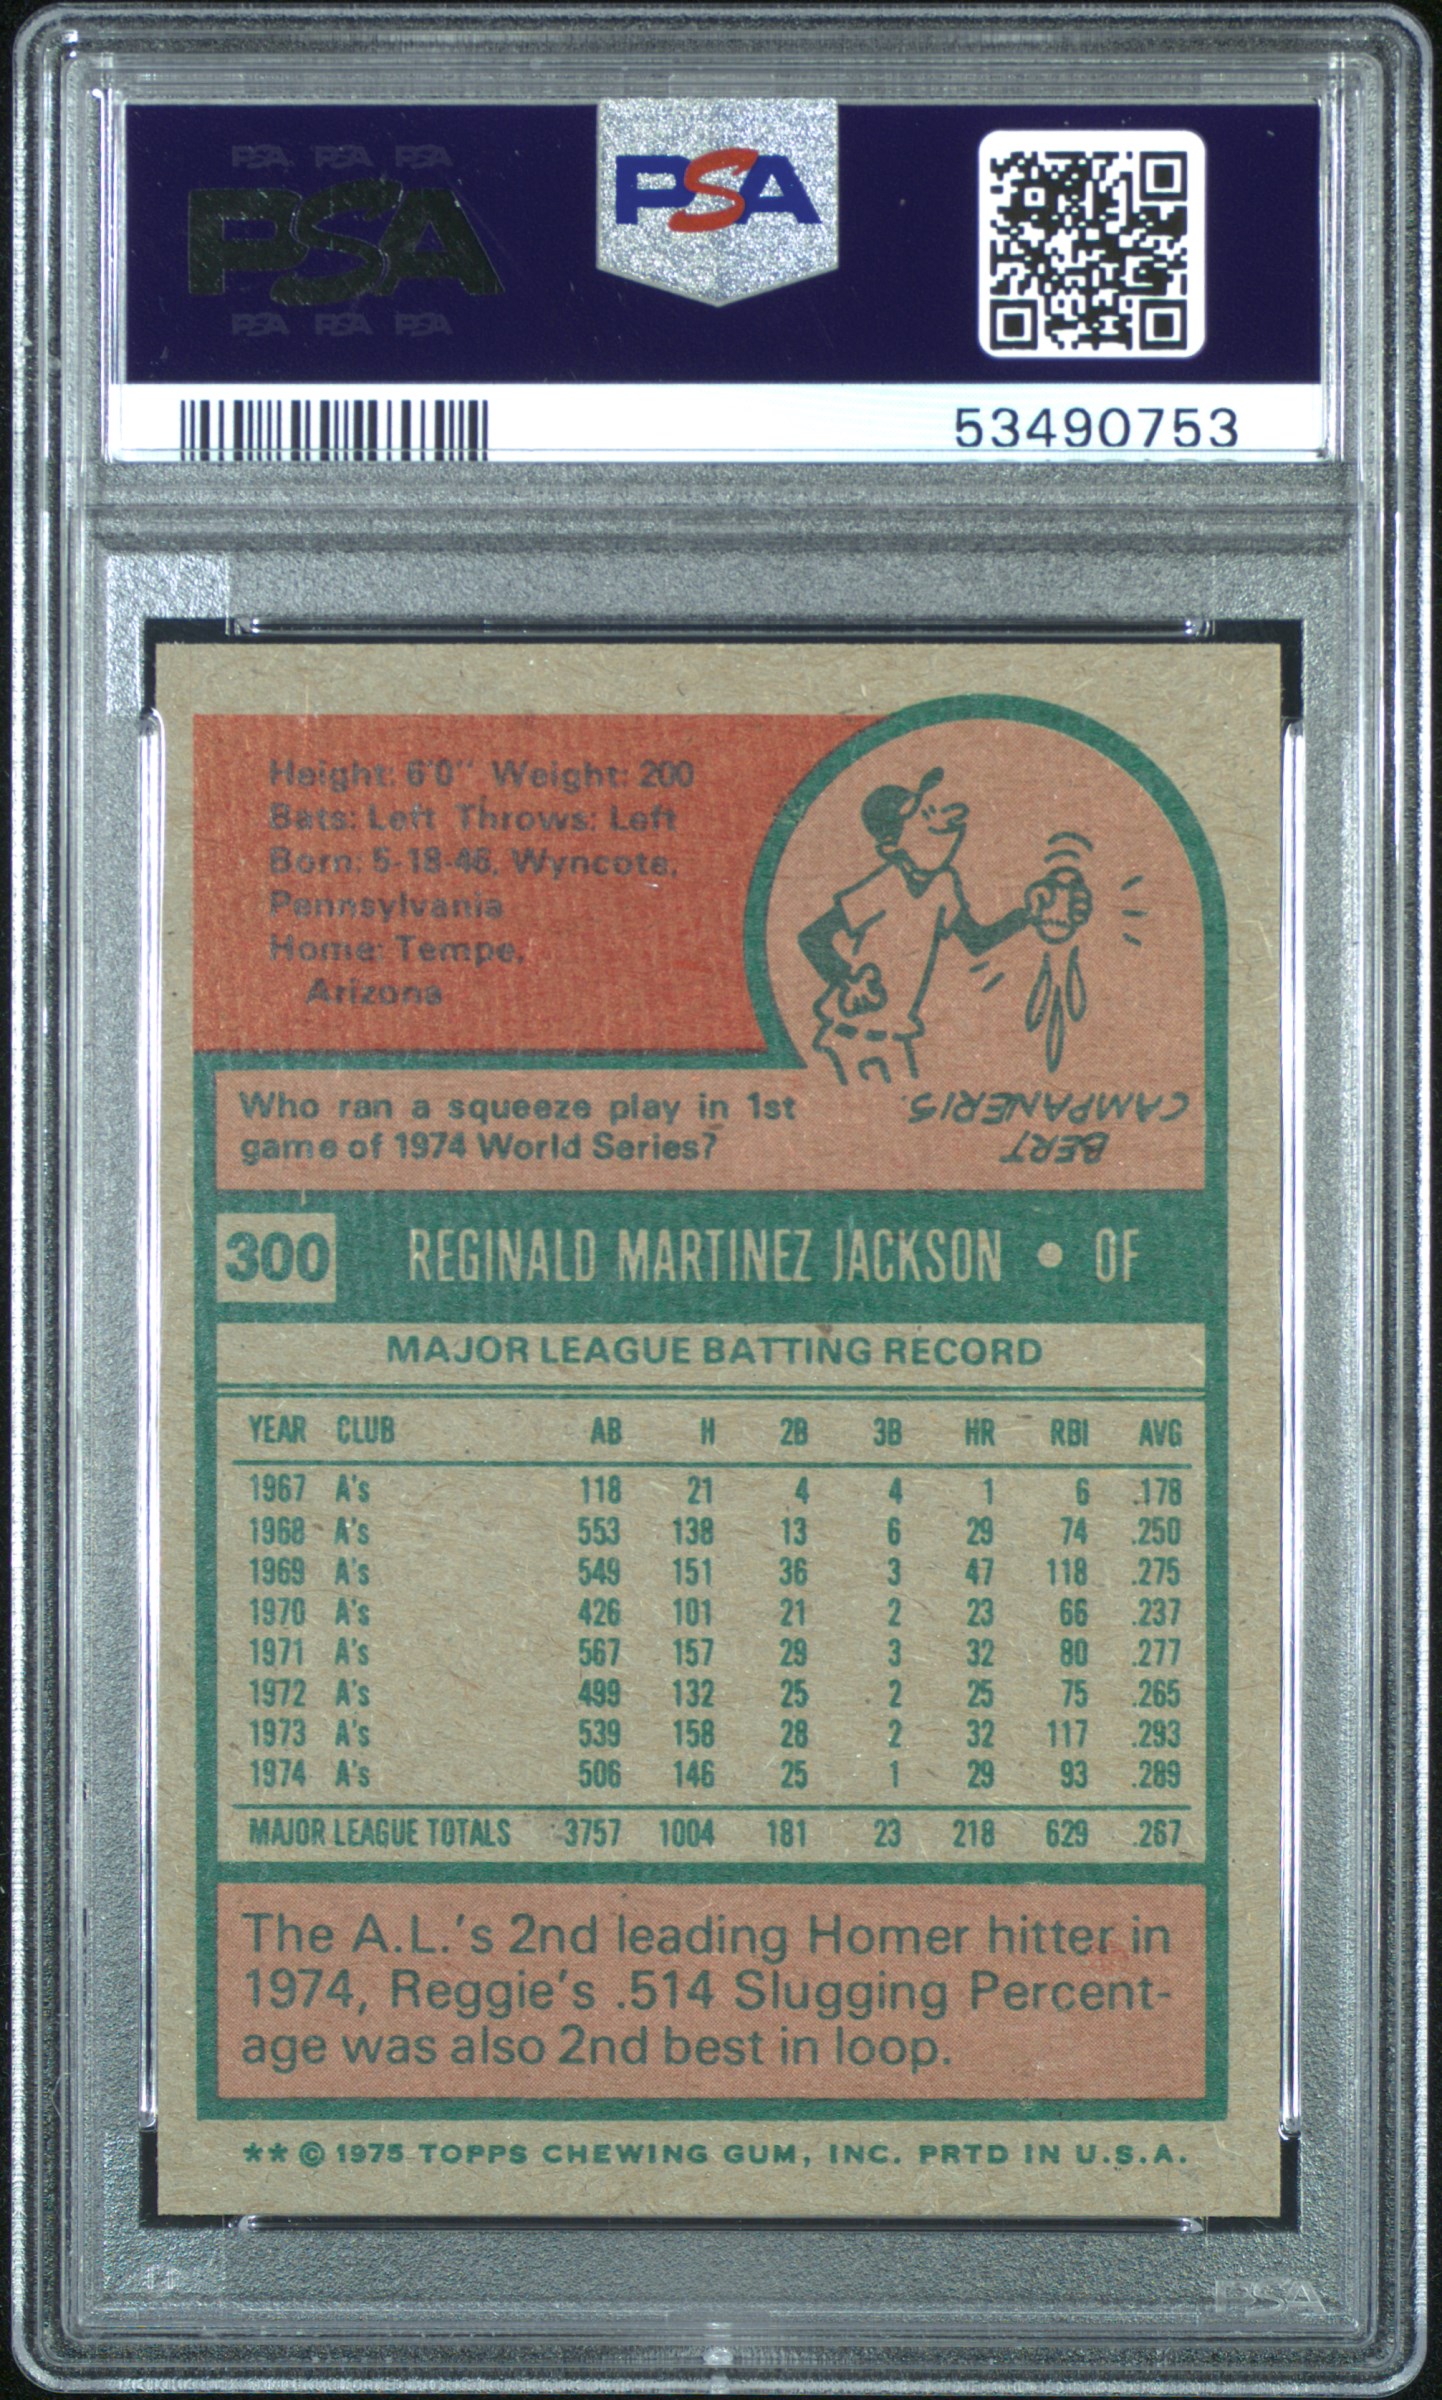 PSA PSA PSA
PSA
PSA PSA PSA
PSA
53490753
Height: 6'0" Weight: 200
Bats: Left Throws: Left
Born: 5-18-46, Wyncote,
Pennsylvania
Home: Tempe,
Arizona
Who ran a squeeze play in 1st
game of 1974 World Series?
BERT
CAMPANERIS.
300 REGINALD MARTINEZ JACKSON • OF
MAJOR LEAGUE BATTING RECORD
YEAR CLUB AB H 2B 3B HR RBI AVG
1967 A's 118 21 4 4 1 6 .178
1968 A's 553 138 13 6 29 74 .250
1969 A's 549 151 36 3 47 118 .275
1970 A's 426 101 21 2 23 66 .237
1971 A's 567 157 29 3 32 80 .277
1972 A's 499 132 25 2 25 75 .265
1973 A's 539 158 28 2 32 117 .293
1974 A's 506 146 25 1 29 93 .289
MAJOR LEAGUE TOTALS 3757 1004 181 23 218 629 .267
The A.L.'s 2nd leading Homer hitter in
1974, Reggie's .514 Slugging Percent-
age was also 2nd best in loop.
** © 1975 TOPPS CHEWING GUM, INC. PRTD IN U.S.A.
PSA